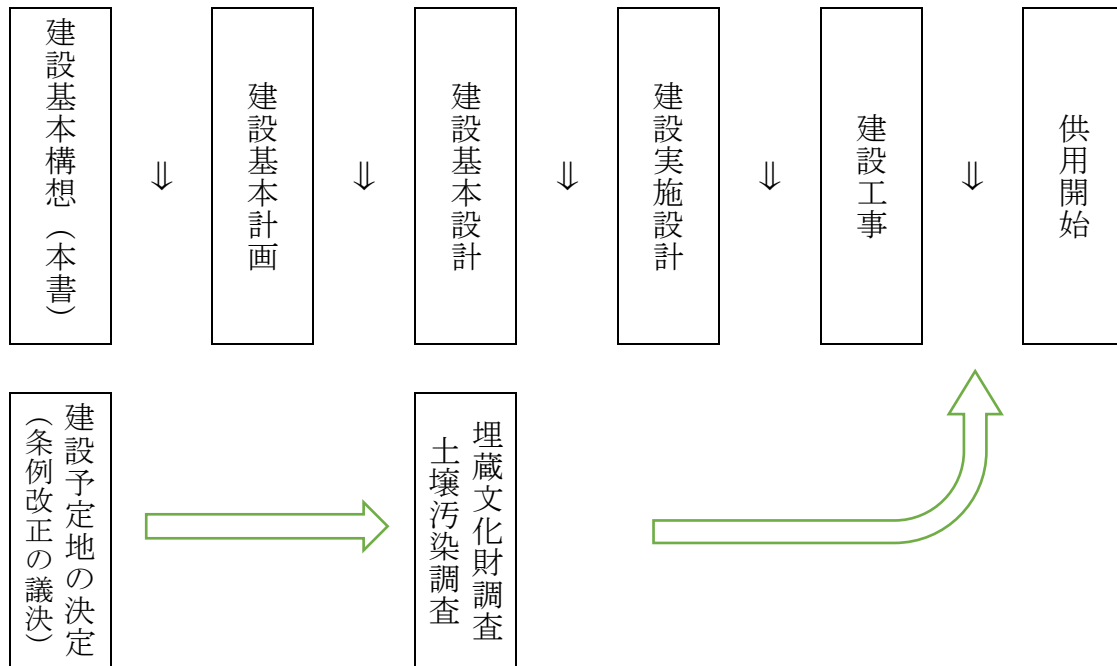 建設基本構想（本書）
⇓
建設基本計画
⇓
建設基本設計
⇓
建設実施設計
⇓
建設工事
⇓
供用開始
建設予定地の決定
（条例改正の議決）
埋蔵文化財調査
土壌汚染調査